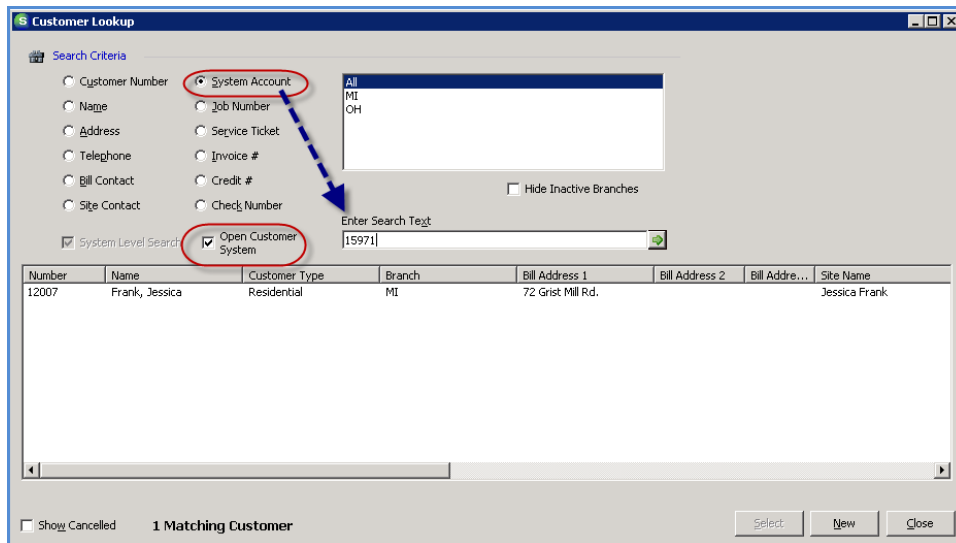 S Customer Lookup
Search Criteria
Customer Number
System Account
Name
Job Number
Address
Service Ticket
Telephone
Invoice #
Bill Contact
Credit #
Site Contact
Check Number
System Level Search
Open Customer
System
All
MI
OH
Hide Inactive Branches
Enter Search Text
15971
Number Name Customer Type Branch Bill Address 1 Bill Address 2 Bill Addre... Site Name
12007 Frank, Jessica Residential MI 72 Grist Mill Rd. Jessica Frank
Show Cancelled 1 Matching Customer Select New Close